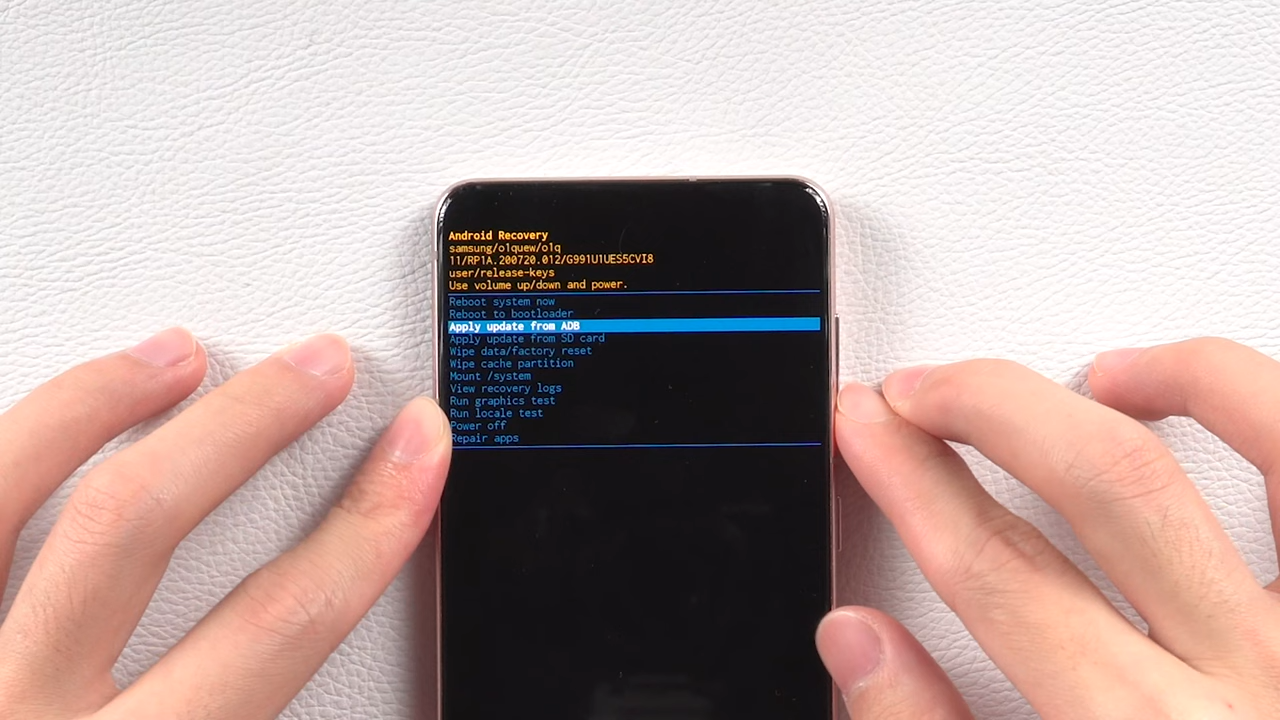 Android Recovery
samsung/o1quew/o1q
11/RP1A.200720.012/G991U1UES5CVI8
user/release-keys
Use volume up/down and power.
Reboot system now
Reboot to bootloader
Apply update from ADB
Apply update from SD card
Wipe data/factory reset
Wipe cache partition
Mount /system
View recovery logs
Run graphics test
Run locale test
Power off
Repair apps